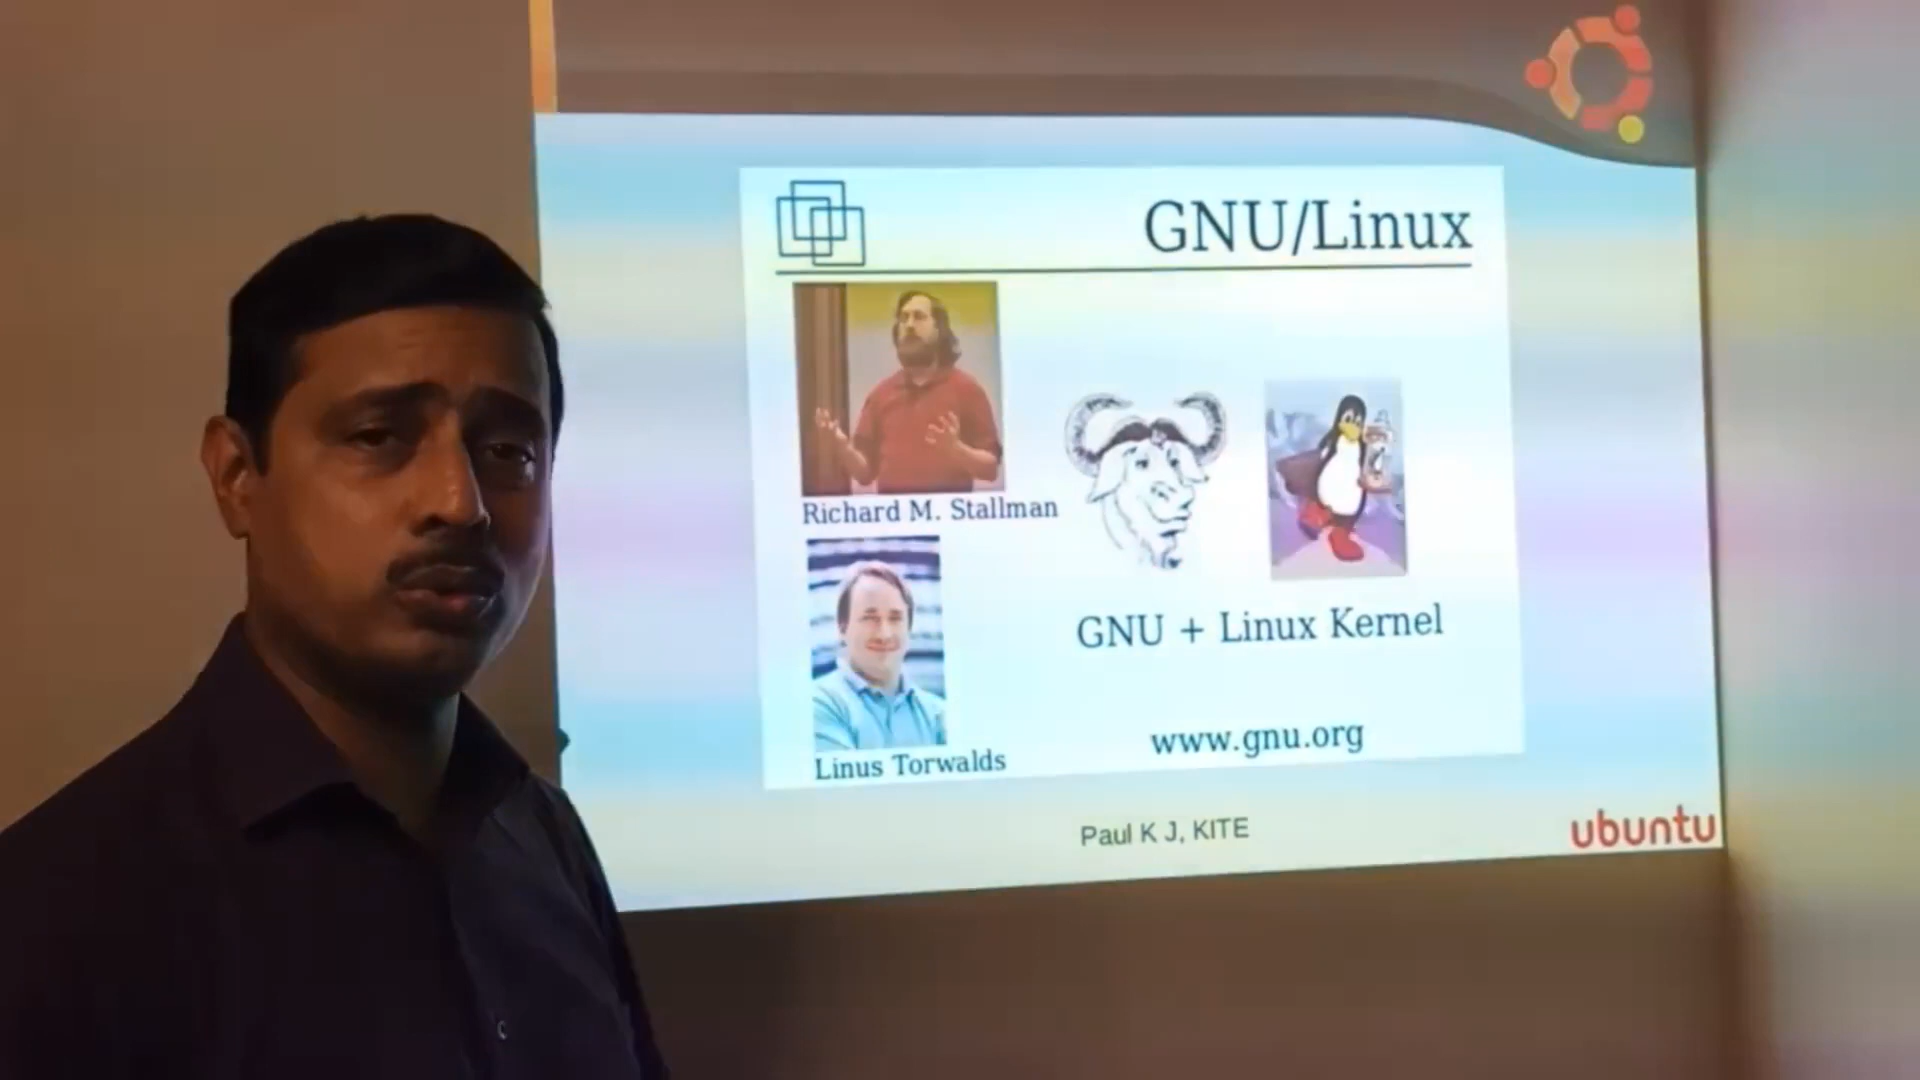 GNU/Linux
Richard M. Stallman
GNU + Linux Kernel
www.gnu.org
Linus Torwalds
Paul K J, KITE
ubuntu